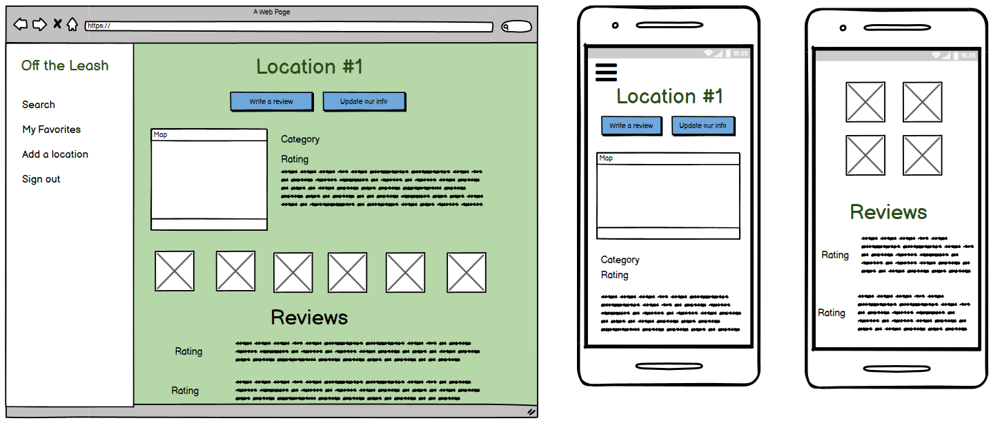 A Web Page
https://
Off the Leash
Search
My Favorites
Add a location
Sign out
Location #1
Write a review
Update our info
Map
Category
Rating
Reviews
Rating
Rating
15:35
Location #1
Write a review
Update our info
Map
Category
Rating
15:35
Reviews
Rating
Rating